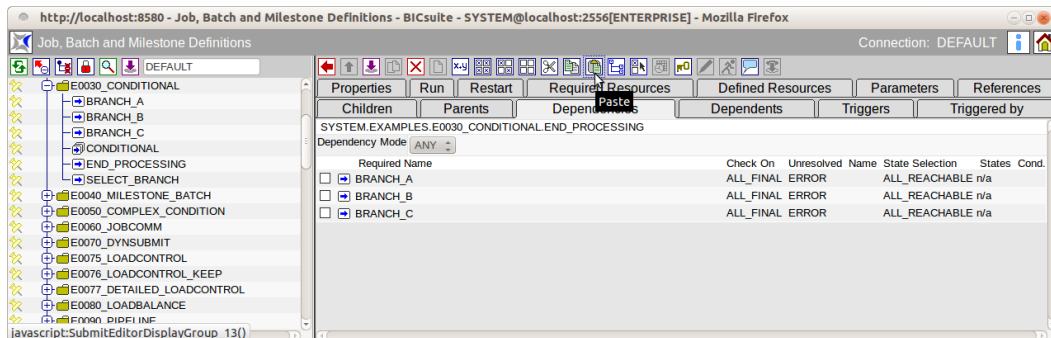 http://localhost:8580 - Job, Batch and Milestone Definitions - BICsuite - SYSTEM@localhost:2556[ENTERPRISE] - Mozilla Firefox
Job, Batch and Milestone Definitions
Connection: DEFAULT
DEFAULT
E0030_CONDITIONAL
BRANCH_A
BRANCH_B
BRANCH_C
CONDITIONAL
END_PROCESSING
SELECT_BRANCH
E0040_MILESTONE_BATCH
E0050_COMPLEX_CONDITION
E0060_JOBCOMM
E0070_DYNSUBMIT
E0075_LOADCONTROL
E0076_LOADCONTROL_KEEP
E0077_DETAILED_LOADCONTROL
E0080_LOADBALANCE
E0090_PIPELINE
javascript:SubmitEditorDisplayGroup_13()
x.y
Properties Run Restart Required Resources Defined Resources Parameters References
Paste
Children Parents Dependencies Dependents Triggers Triggered by
SYSTEM.EXAMPLES.E0030_CONDITIONAL.END_PROCESSING
Dependency Mode ANY
Required Name Check On Unresolved Name State Selection States Cond.
BRANCH_A ALL_FINAL ERROR ALL_REACHABLE n/a
BRANCH_B ALL_FINAL ERROR ALL_REACHABLE n/a
BRANCH_C ALL_FINAL ERROR ALL_REACHABLE n/a